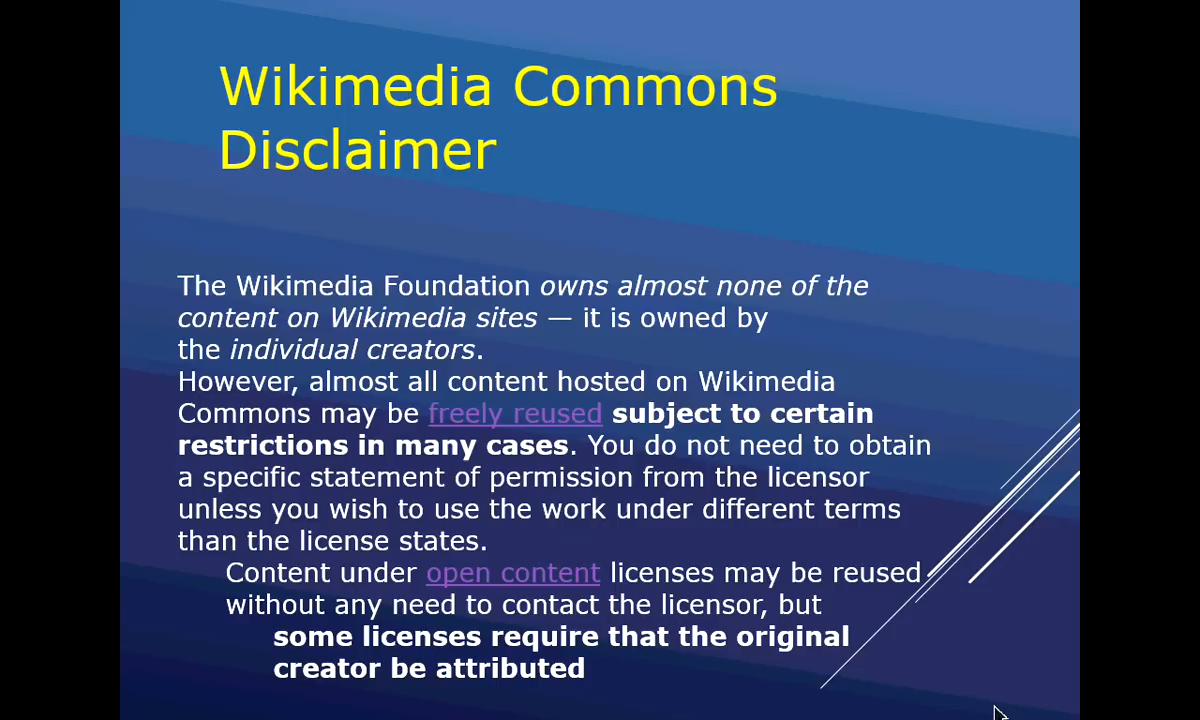 Wikimedia Commons
Disclaimer
The Wikimedia Foundation owns almost none of the
content on Wikimedia sites — it is owned by
the individual creators.
However, almost all content hosted on Wikimedia
Commons may be freely reused subject to certain
restrictions in many cases. You do not need to obtain
a specific statement of permission from the licensor
unless you wish to use the work under different terms
than the license states.
Content under open content licenses may be reused
without any need to contact the licensor, but
some licenses require that the original
creator be attributed